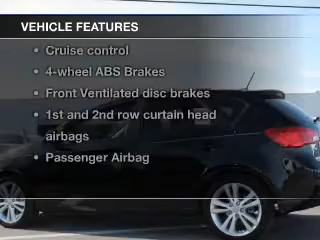 VEHICLE FEATURES
• Cruise control
• 4-wheel ABS Brakes
• Front Ventilated disc brakes
• 1st and 2nd row curtain head
airbags
• Passenger Airbag